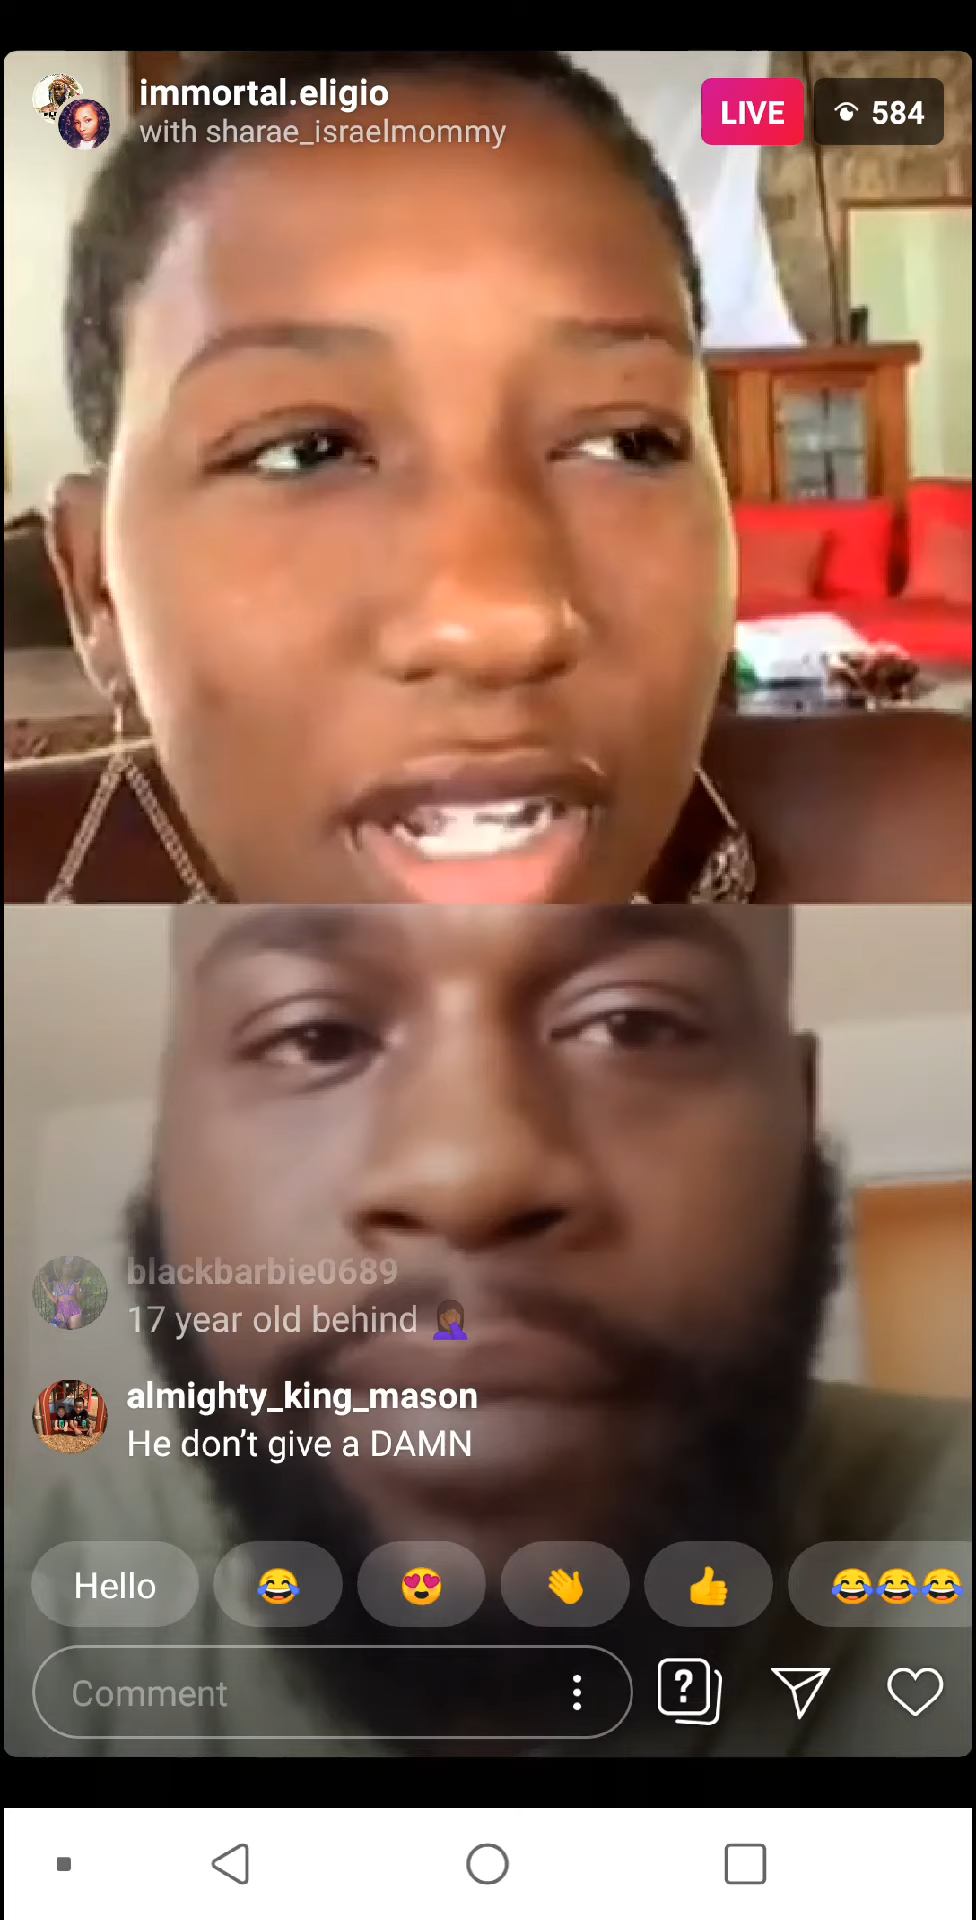 immortal.eligio
with sharae_israelmommy
LIVE
584
blackbarbie0689
17 year old behind 🤦🏾‍♀️
almighty_king_mason
He don't give a DAMN
Hello
😂
😍
👋
👍
😂😂😂
Comment
?